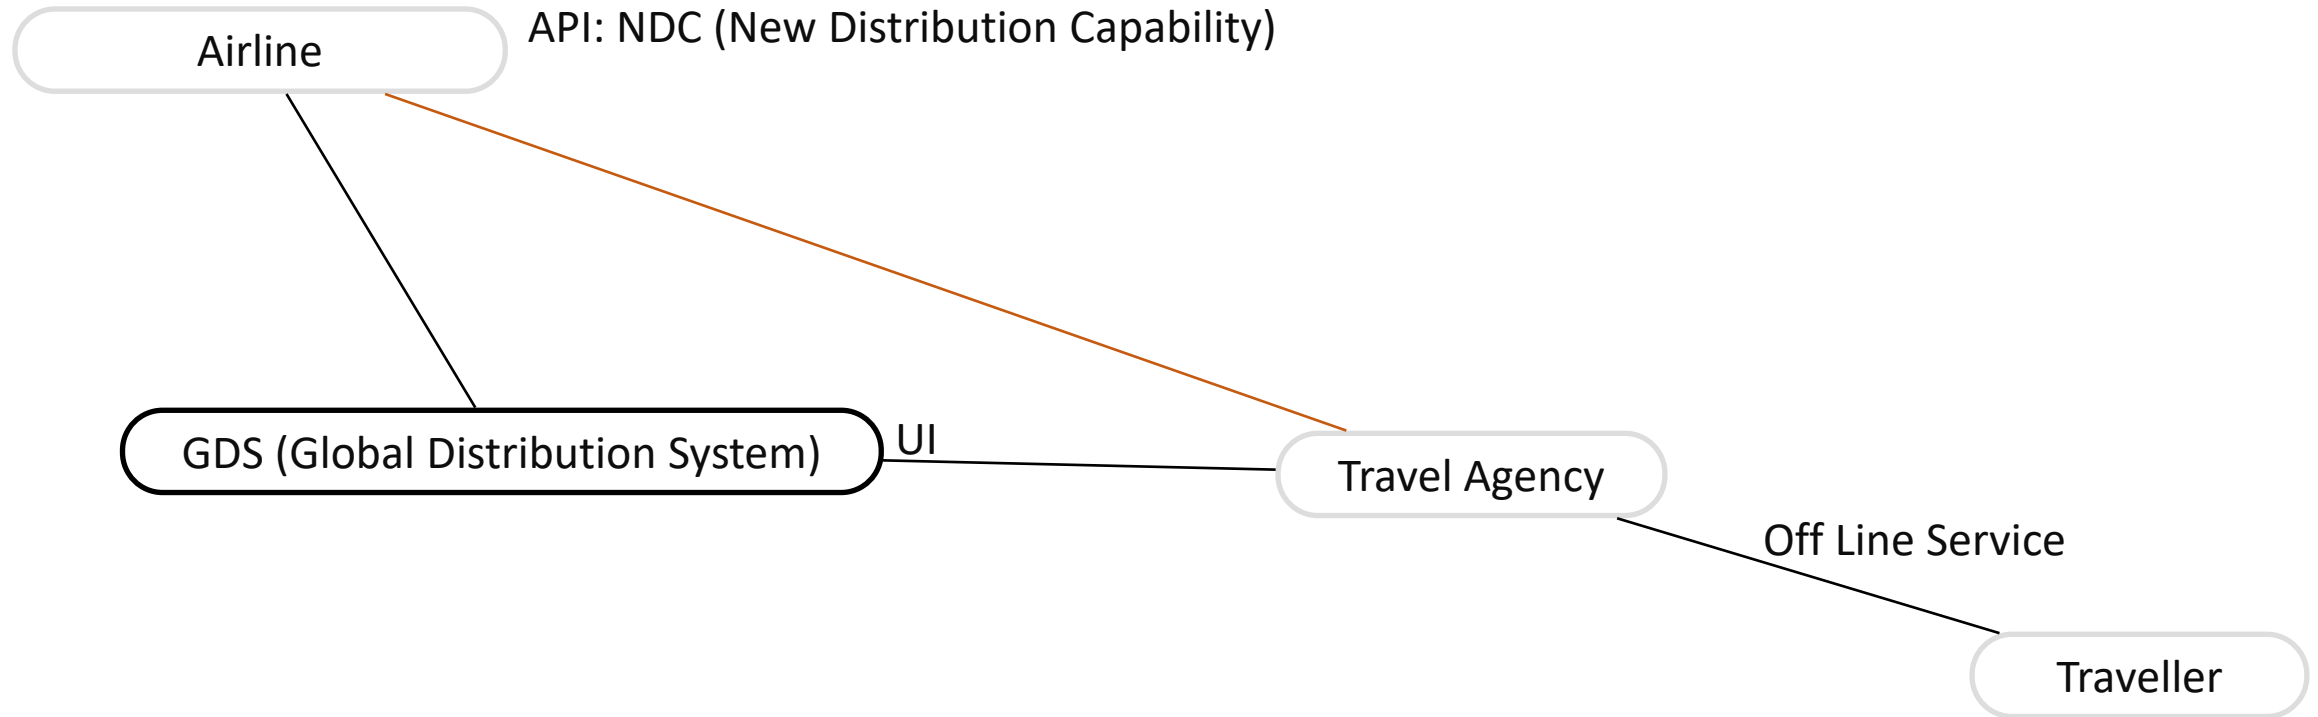 Airline
API: NDC (New Distribution Capability)
GDS (Global Distribution System)
UI
Travel Agency
Off Line Service
Traveller